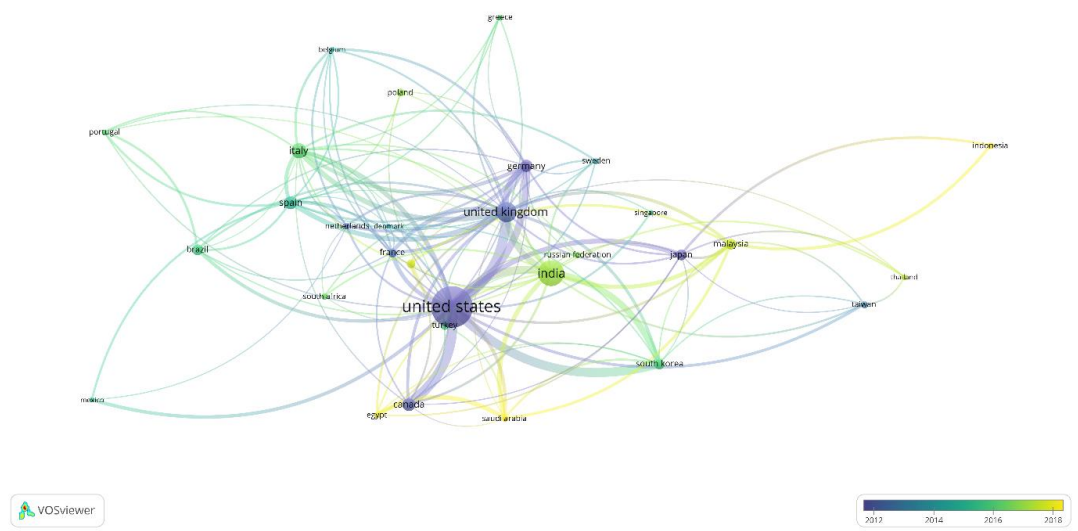 greece
belgium
poland
portugal
indonesia
italy
sweden
germany
spain
united kingdom
singapore
netherlands
denmark
malaysia
brazil
france
russian federation
japan
india
thailand
south africa
united states
taiwan
turkey
south korea
mexico
canada
egypt
saudi arabia
VOSviewer
2012 2014 2016 2018